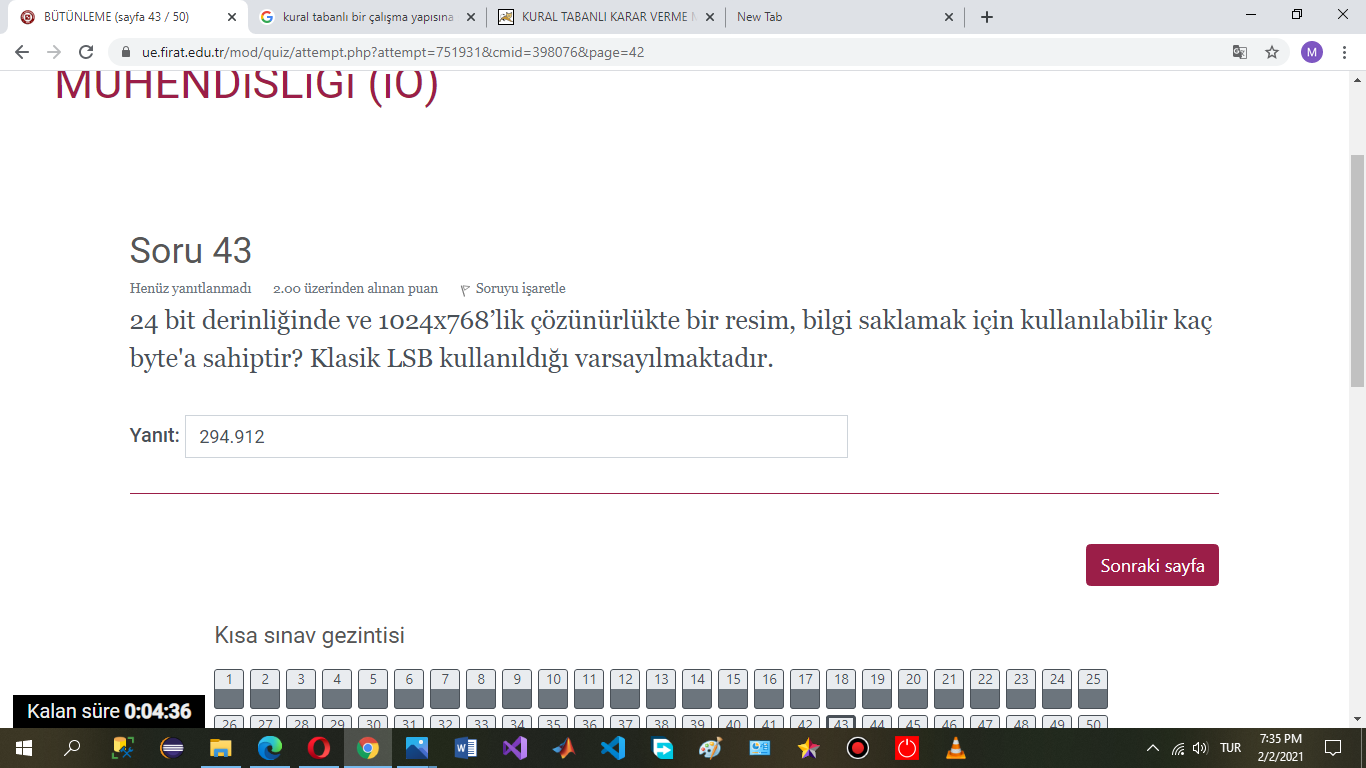 BÜTÜNLEME (sayfa 43 / 50)
kural tabanlı bir çalışma yapısına
KURAL TABANLI KARAR VERME
New Tab
ue.firat.edu.tr/mod/quiz/attempt.php?attempt=751931&cmid=398076&page=42
M
MÜHENDİSLİĞİ (İÖ)
Soru 43
Henüz yanıtlanmadı 2.00 üzerinden alınan puan Soruyu işaretle
24 bit derinliğinde ve 1024x768’lik çözünürlükte bir resim, bilgi saklamak için kullanılabilir kaç
byte'a sahiptir? Klasik LSB kullanıldığı varsayılmaktadır.
Yanıt: 294.912
Sonraki sayfa
Kısa sınav gezintisi
1 2 3 4 5 6 7 8 9 10 11 12 13 14 15 16 17 18 19 20 21 22 23 24 25
26 27 28 29 30 31 32 33 34 35 36 37 38 39 40 41 42 43 44 45 46 47 48 49 50
Kalan süre 0:04:36
TUR
7:35 PM
2/2/2021